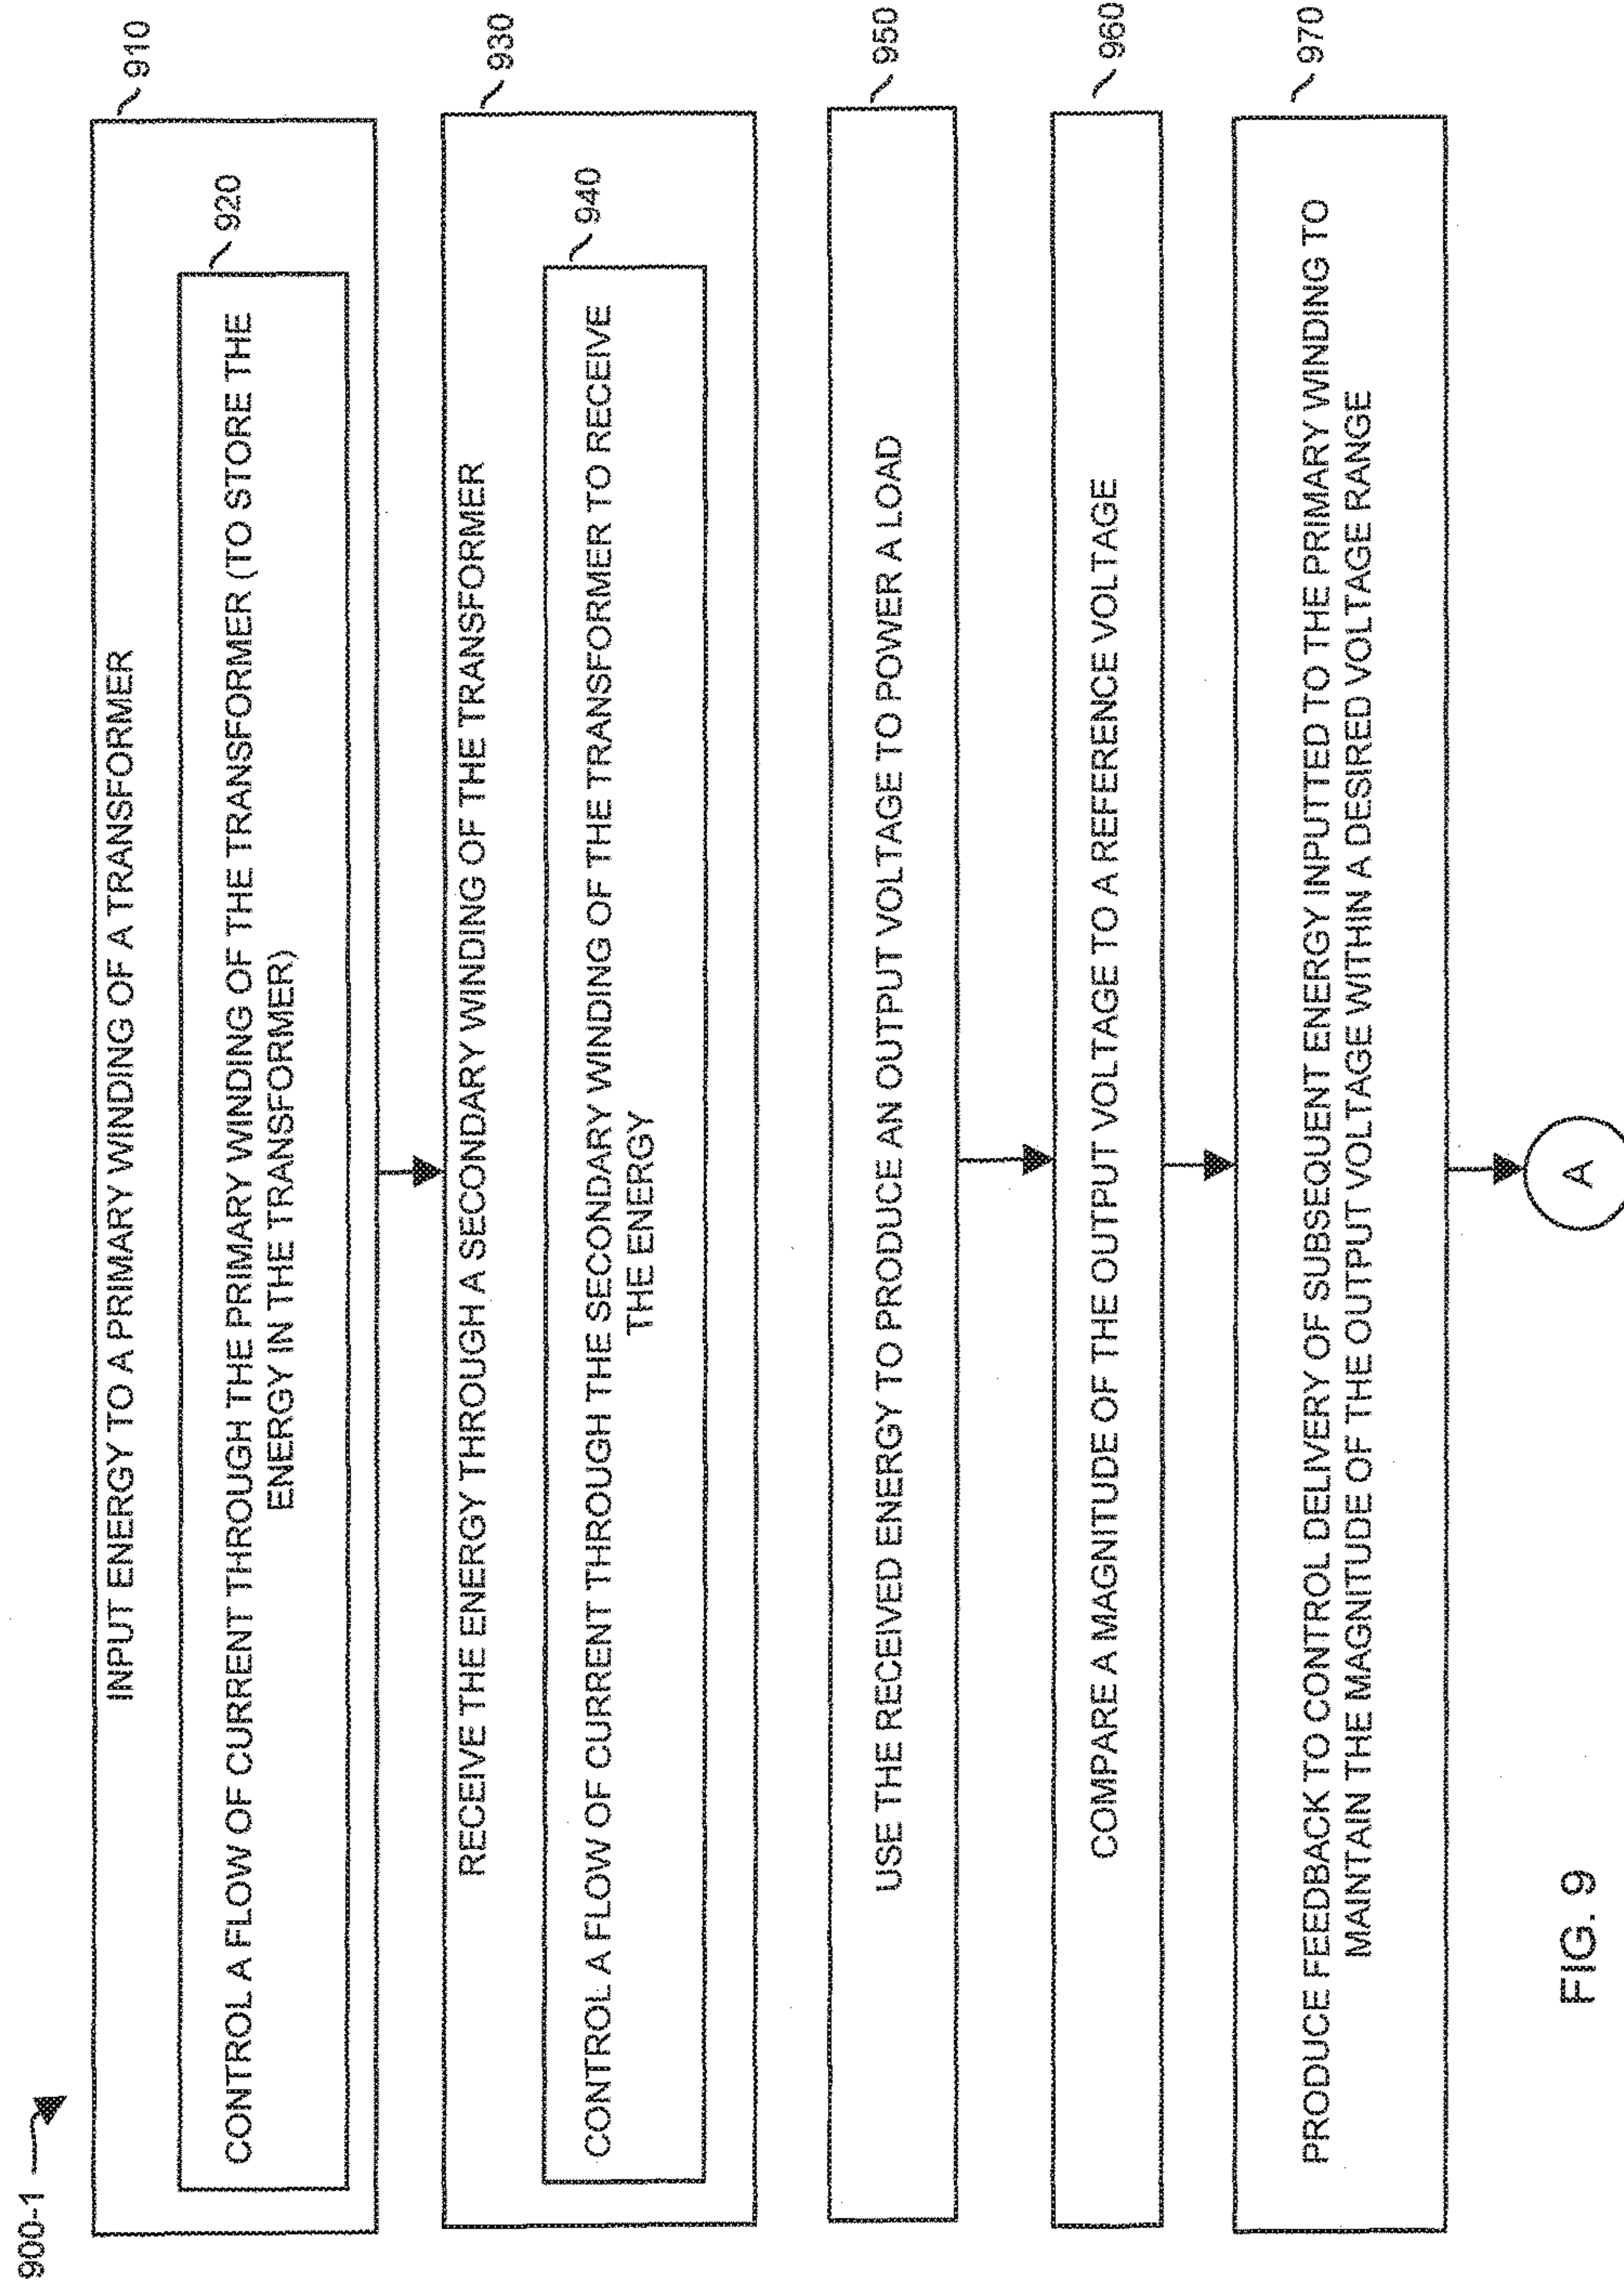 900-1
910
INPUT ENERGY TO A PRIMARY WINDING OF A TRANSFORMER
920
CONTROL A FLOW OF CURRENT THROUGH THE PRIMARY WINDING OF THE TRANSFORMER (TO STORE THE
ENERGY IN THE TRANSFORMER)
930
RECEIVE THE ENERGY THROUGH A SECONDARY WINDING OF THE TRANSFORMER
940
CONTROL A FLOW OF CURRENT THROUGH THE SECONDARY WINDING OF THE TRANSFORMER TO RECEIVE
THE ENERGY
950
USE THE RECEIVED ENERGY TO PRODUCE AN OUTPUT VOLTAGE TO POWER A LOAD
960
COMPARE A MAGNITUDE OF THE OUTPUT VOLTAGE TO A REFERENCE VOLTAGE
970
PRODUCE FEEDBACK TO CONTROL DELIVERY OF SUBSEQUENT ENERGY INPUTTED TO THE PRIMARY WINDING TO
MAINTAIN THE MAGNITUDE OF THE OUTPUT VOLTAGE WITHIN A DESIRED VOLTAGE RANGE
A
FIG. 9